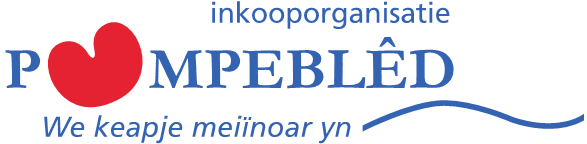 inkooporganisatie
POMPEBLÊD
We keapje meiïnoar yn